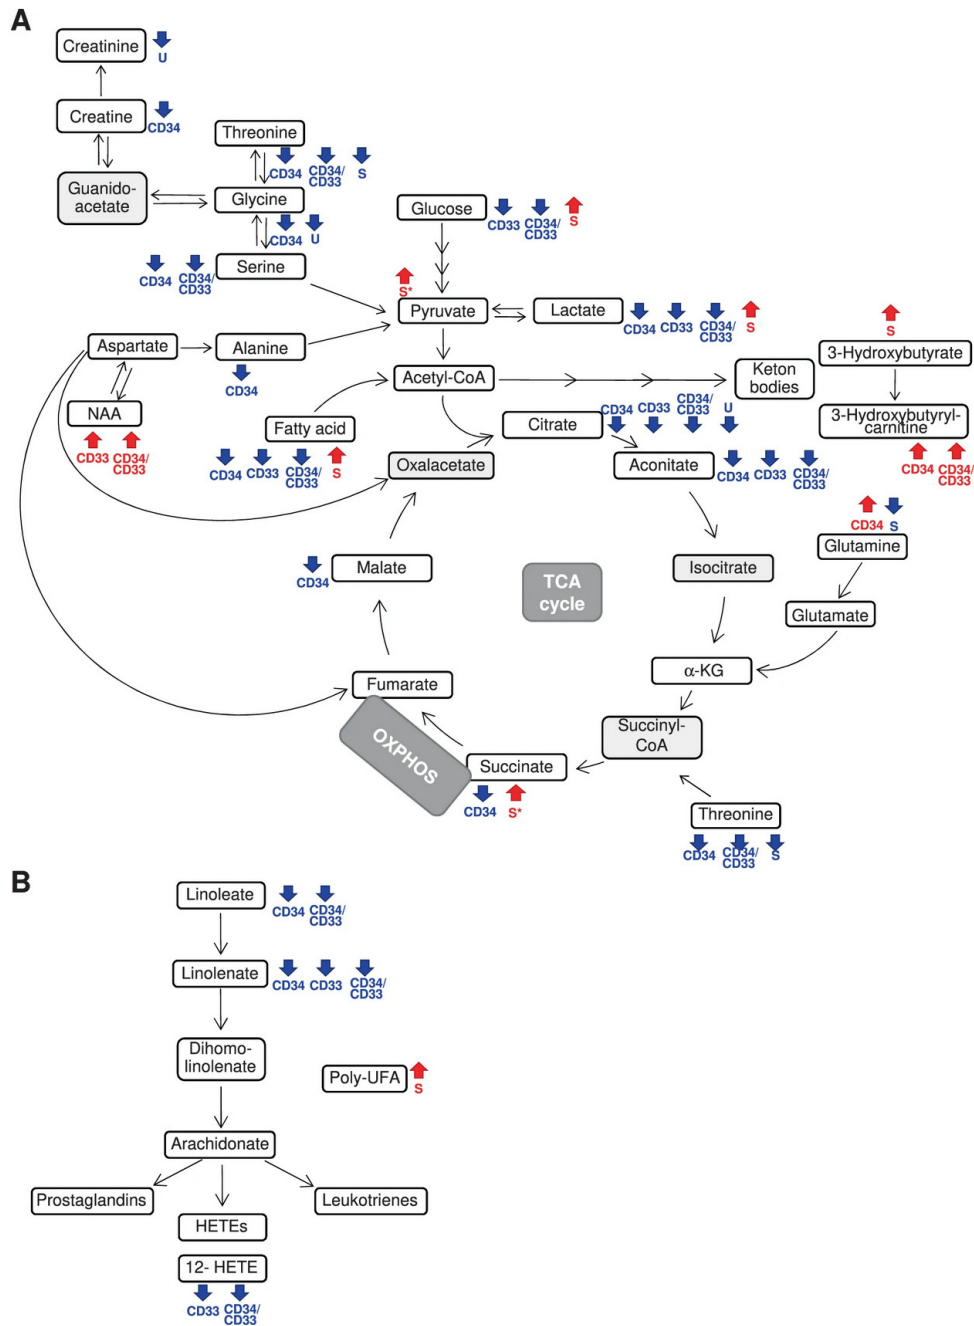 A
Creatinine
U
Creatine
CD34
Guanido-
acetate
Threonine
CD34 CD34/
CD33 S
Glycine
CD34 U
Serine
CD34 CD34/
CD33
Glucose
CD33 CD34/
CD33 S
S*
Pyruvate
Lactate
CD34 CD33 CD34/
CD33 S
Aspartate
Alanine
CD34
NAA
CD33 CD34/
CD33
Acetyl-CoA
Keton
bodies
Fatty acid
CD34 CD33 CD34/
CD33 S
S
3-Hydroxybutyrate
3-Hydroxybutyryl-
carnitine
CD34 CD34/
CD33
Citrate
CD34 CD33 CD34/
CD33 U
Oxalacetate
Aconitate
CD34 CD33 CD34/
CD33
CD34 S
Glutamine
Glutamate
Malate
CD34
TCA
cycle
Isocitrate
α-KG
Fumarate
OXPHOS
Succinyl-
CoA
Succinate
CD34 S*
Threonine
CD34 CD34/
CD33 S
B
Linoleate
CD34 CD34/
CD33
Linolenate
CD34 CD33 CD34/
CD33
Dihomo-
linolenate
Poly-UFA
S
Arachidonate
Prostaglandins
Leukotrienes
HETEs
12- HETE
CD33 CD34/
CD33